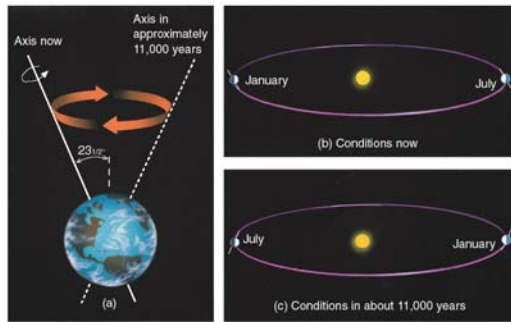 Axis now
Axis in
approximately
11,000 years
23 1/2°
(a)
January
July
(b) Conditions now
July
January
(c) Conditions in about 11,000 years